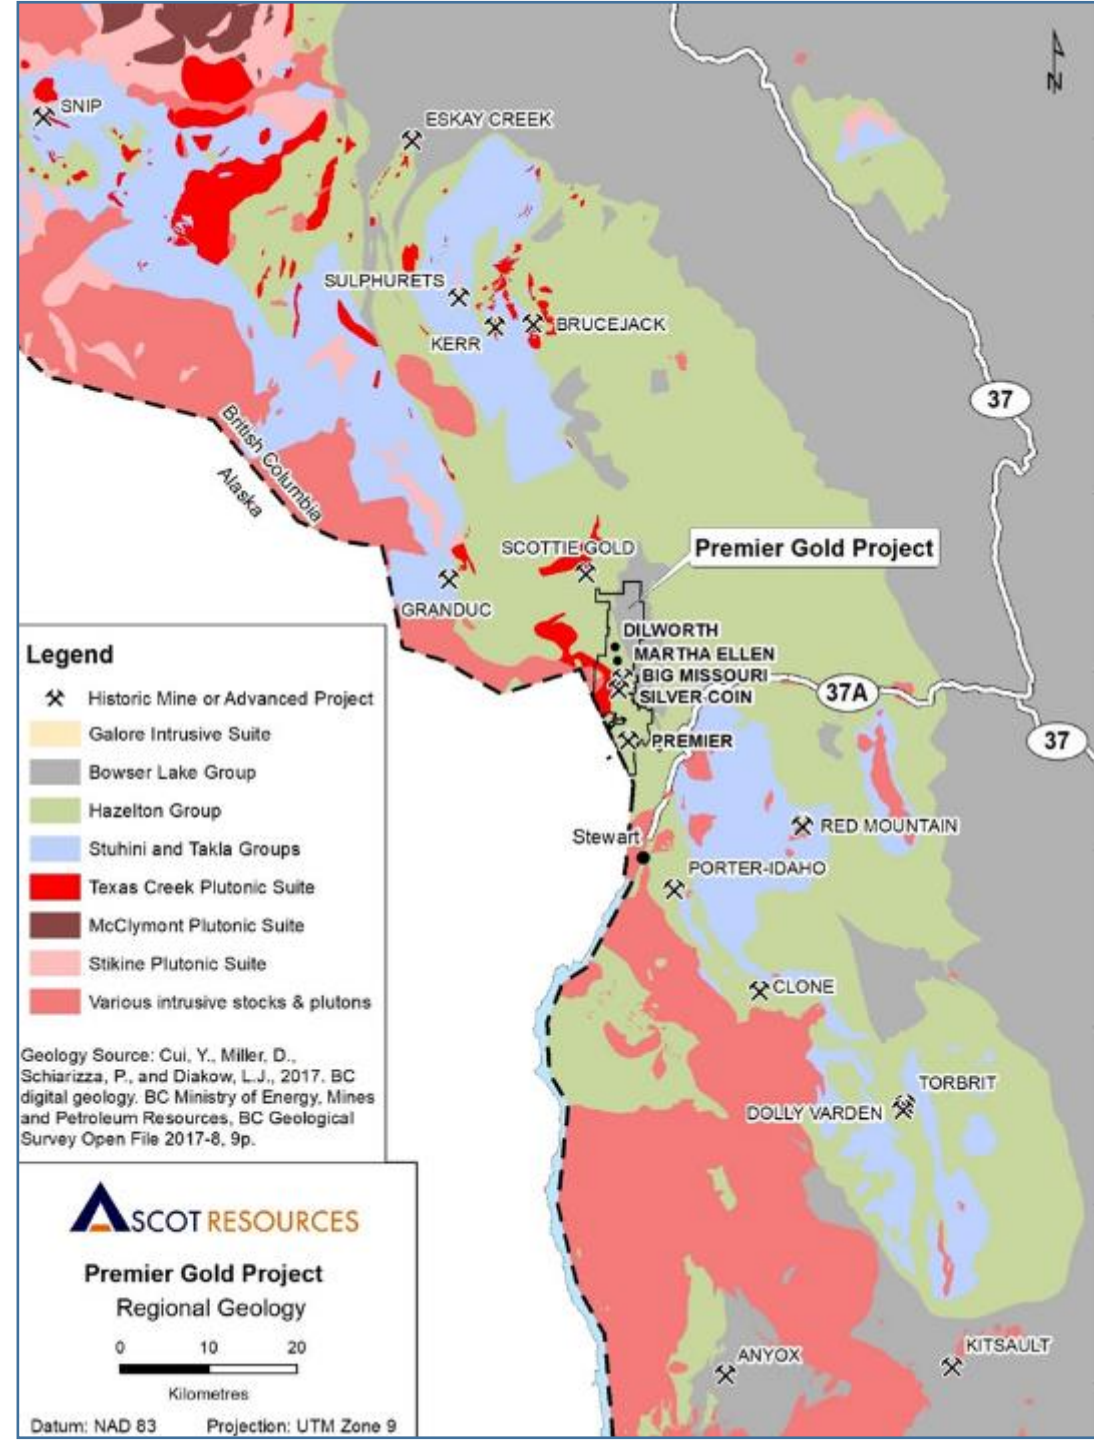 SNIP
ESKAY CREEK
N
SULPHURETS
BRUCEJACK
KERR
37
British Columbia
Alaska
SCOTTIE GOLD
Premier Gold Project
GRANDUC
DILWORTH
MARTHA ELLEN
BIG MISSOURI
SILVER COIN
37A
37
PREMIER
Stewart
RED MOUNTAIN
PORTER-IDAHO
CLONE
TORBRIT
DOLLY VARDEN
KITSAULT
ANYOX
Legend
Historic Mine or Advanced Project
Galore Intrusive Suite
Bowser Lake Group
Hazelton Group
Stuhini and Takla Groups
Texas Creek Plutonic Suite
McClymont Plutonic Suite
Stikine Plutonic Suite
Various intrusive stocks & plutons
Geology Source: Cui, Y., Miller, D.,
Schiarizza, P., and Diakow, L.J., 2017. BC
digital geology. BC Ministry of Energy, Mines
and Petroleum Resources, BC Geological
Survey Open File 2017-8, 9p.
ASCOT RESOURCES
Premier Gold Project
Regional Geology
0 10 20
Kilometres
Datum: NAD 83 Projection: UTM Zone 9